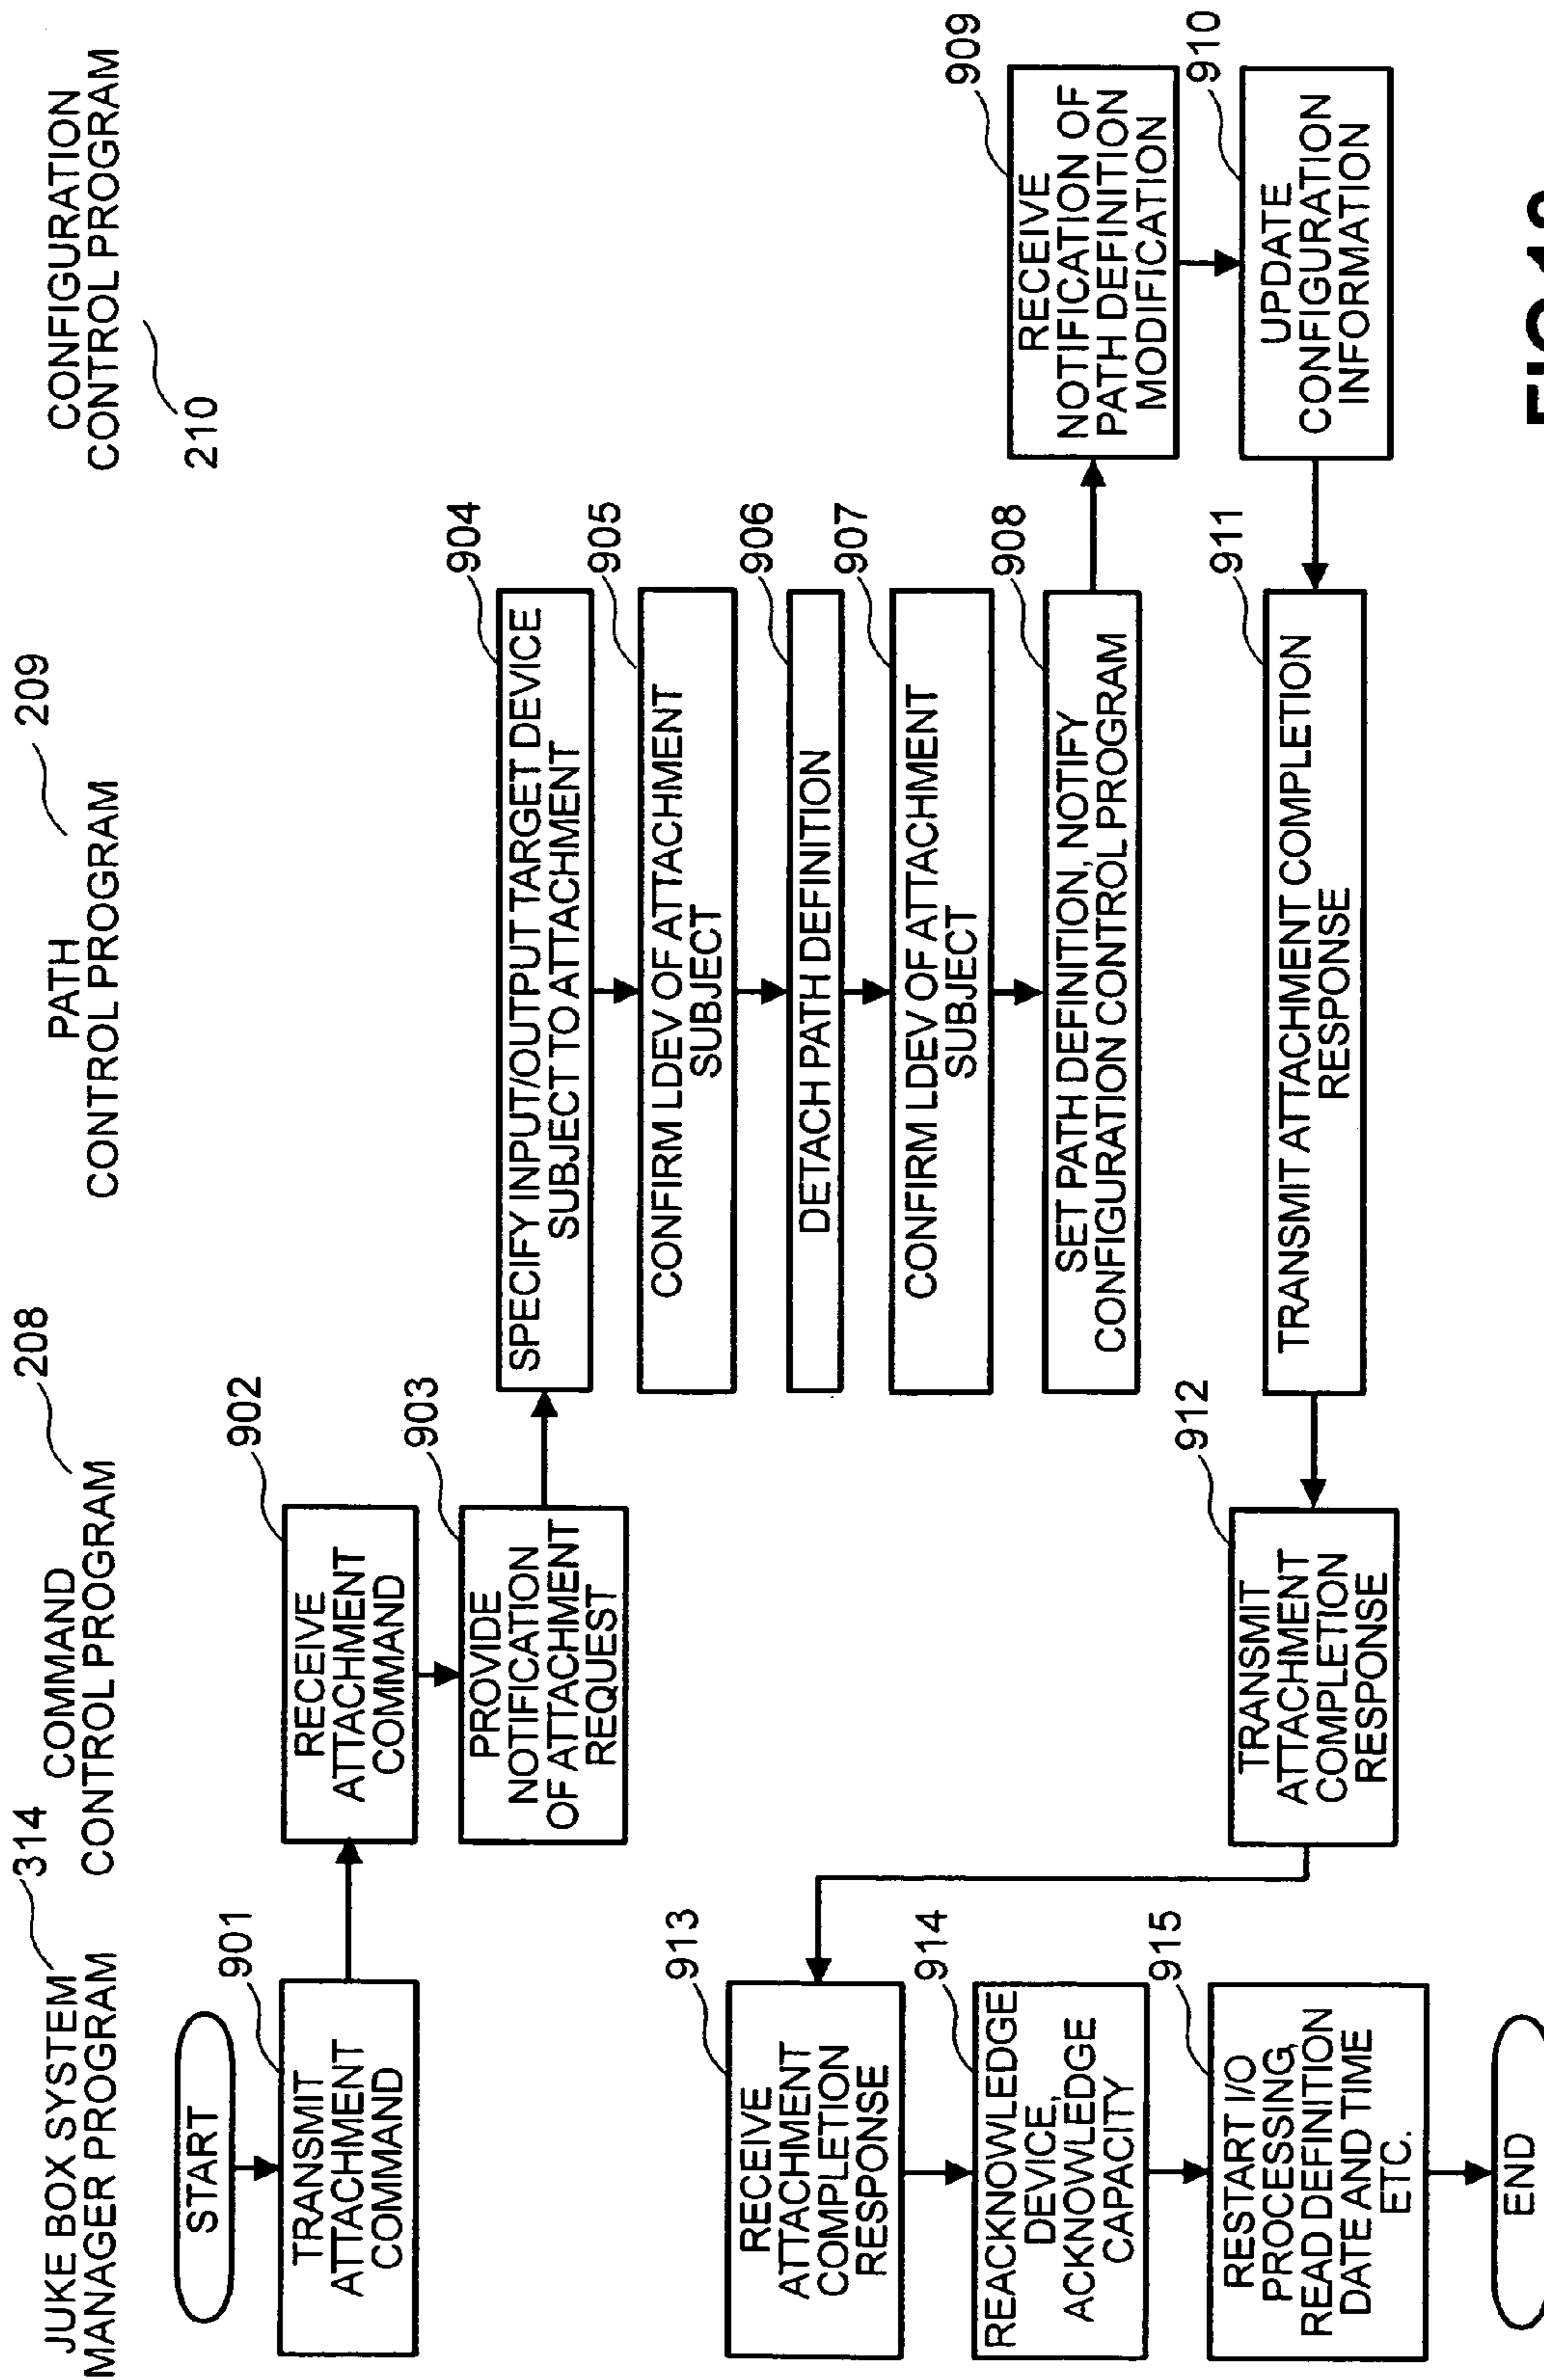 JUKE BOX SYSTEM
MANAGER PROGRAM
314
COMMAND
CONTROL PROGRAM
208
PATH
CONTROL PROGRAM
209
CONFIGURATION
CONTROL PROGRAM
210
START
901
TRANSMIT
ATTACHMENT
COMMAND
902
RECEIVE
ATTACHMENT
COMMAND
903
PROVIDE
NOTIFICATION
OF ATTACHMENT
REQUEST
904
SPECIFY INPUT/OUTPUT TARGET DEVICE
SUBJECT TO ATTACHMENT
905
CONFIRM LDEV OF ATTACHMENT
SUBJECT
906
DETACH PATH DEFINITION
907
CONFIRM LDEV OF ATTACHMENT
SUBJECT
908
SET PATH DEFINITION, NOTIFY
CONFIGURATION CONTROL PROGRAM
909
RECEIVE
NOTIFICATION OF
PATH DEFINITION
MODIFICATION
910
UPDATE
CONFIGURATION
INFORMATION
911
TRANSMIT ATTACHMENT COMPLETION
RESPONSE
912
TRANSMIT
ATTACHMENT
COMPLETION
RESPONSE
913
RECEIVE
ATTACHMENT
COMPLETION
RESPONSE
914
REACKNOWLEDGE
DEVICE,
ACKNOWLEDGE
CAPACITY
915
RESTART I/O
PROCESSING,
READ DEFINITION
DATE AND TIME
ETC.
END